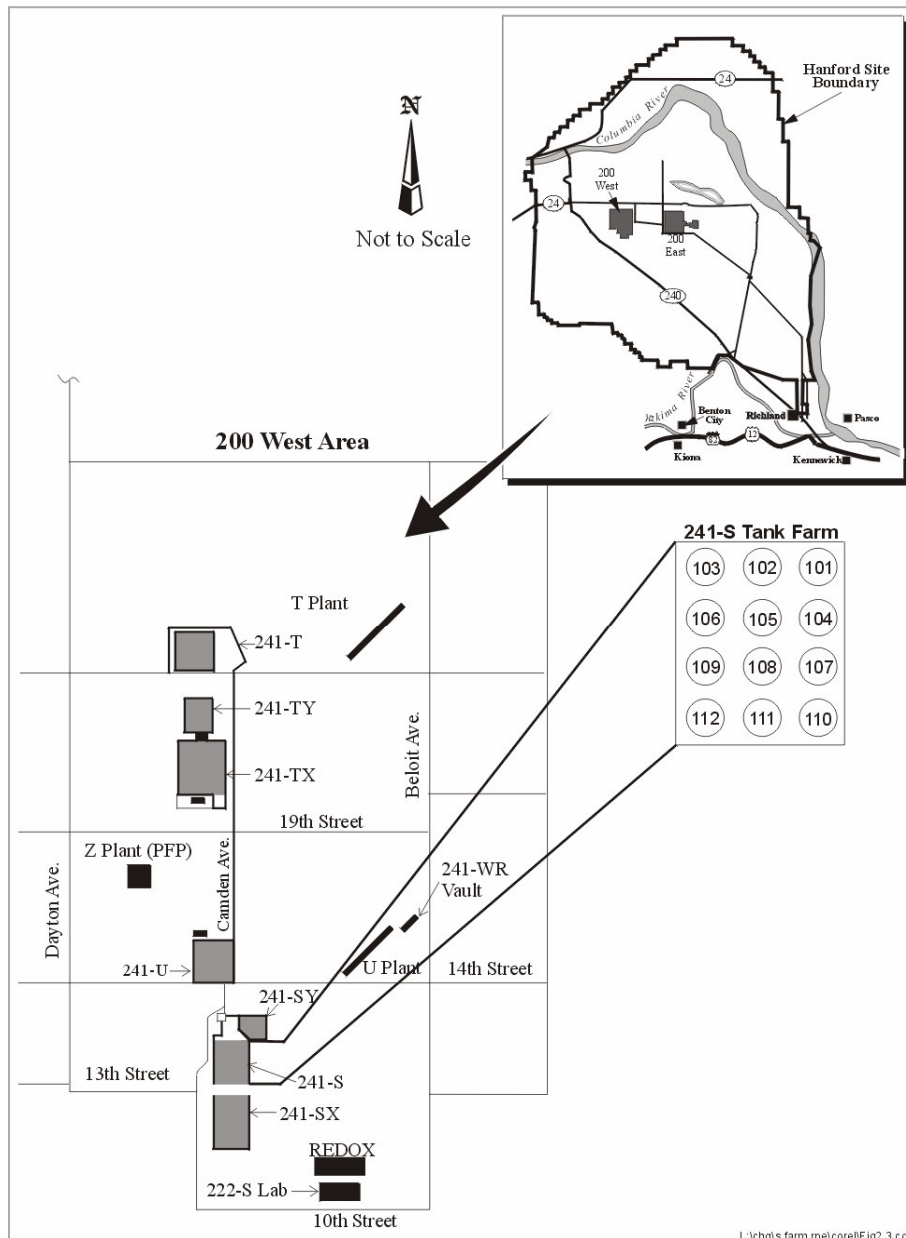 N
Not to Scale
Hanford Site
Boundary
24
Columbia River
200
West
24
200
East
240
Yakima River
Benton
City
Richland
Pasco
82
Kiona
Kennewick
200 West Area
241-S Tank Farm
103 102 101
106 105 104
109 108 107
112 111 110
T Plant
241-T
241-TY
241-TX
Beloit Ave.
19th Street
Z Plant (PFP)
Camden Ave.
Dayton Ave.
241-WR
Vault
241-U
U Plant
14th Street
241-SY
13th Street
241-S
241-SX
REDOX
222-S Lab
10th Street